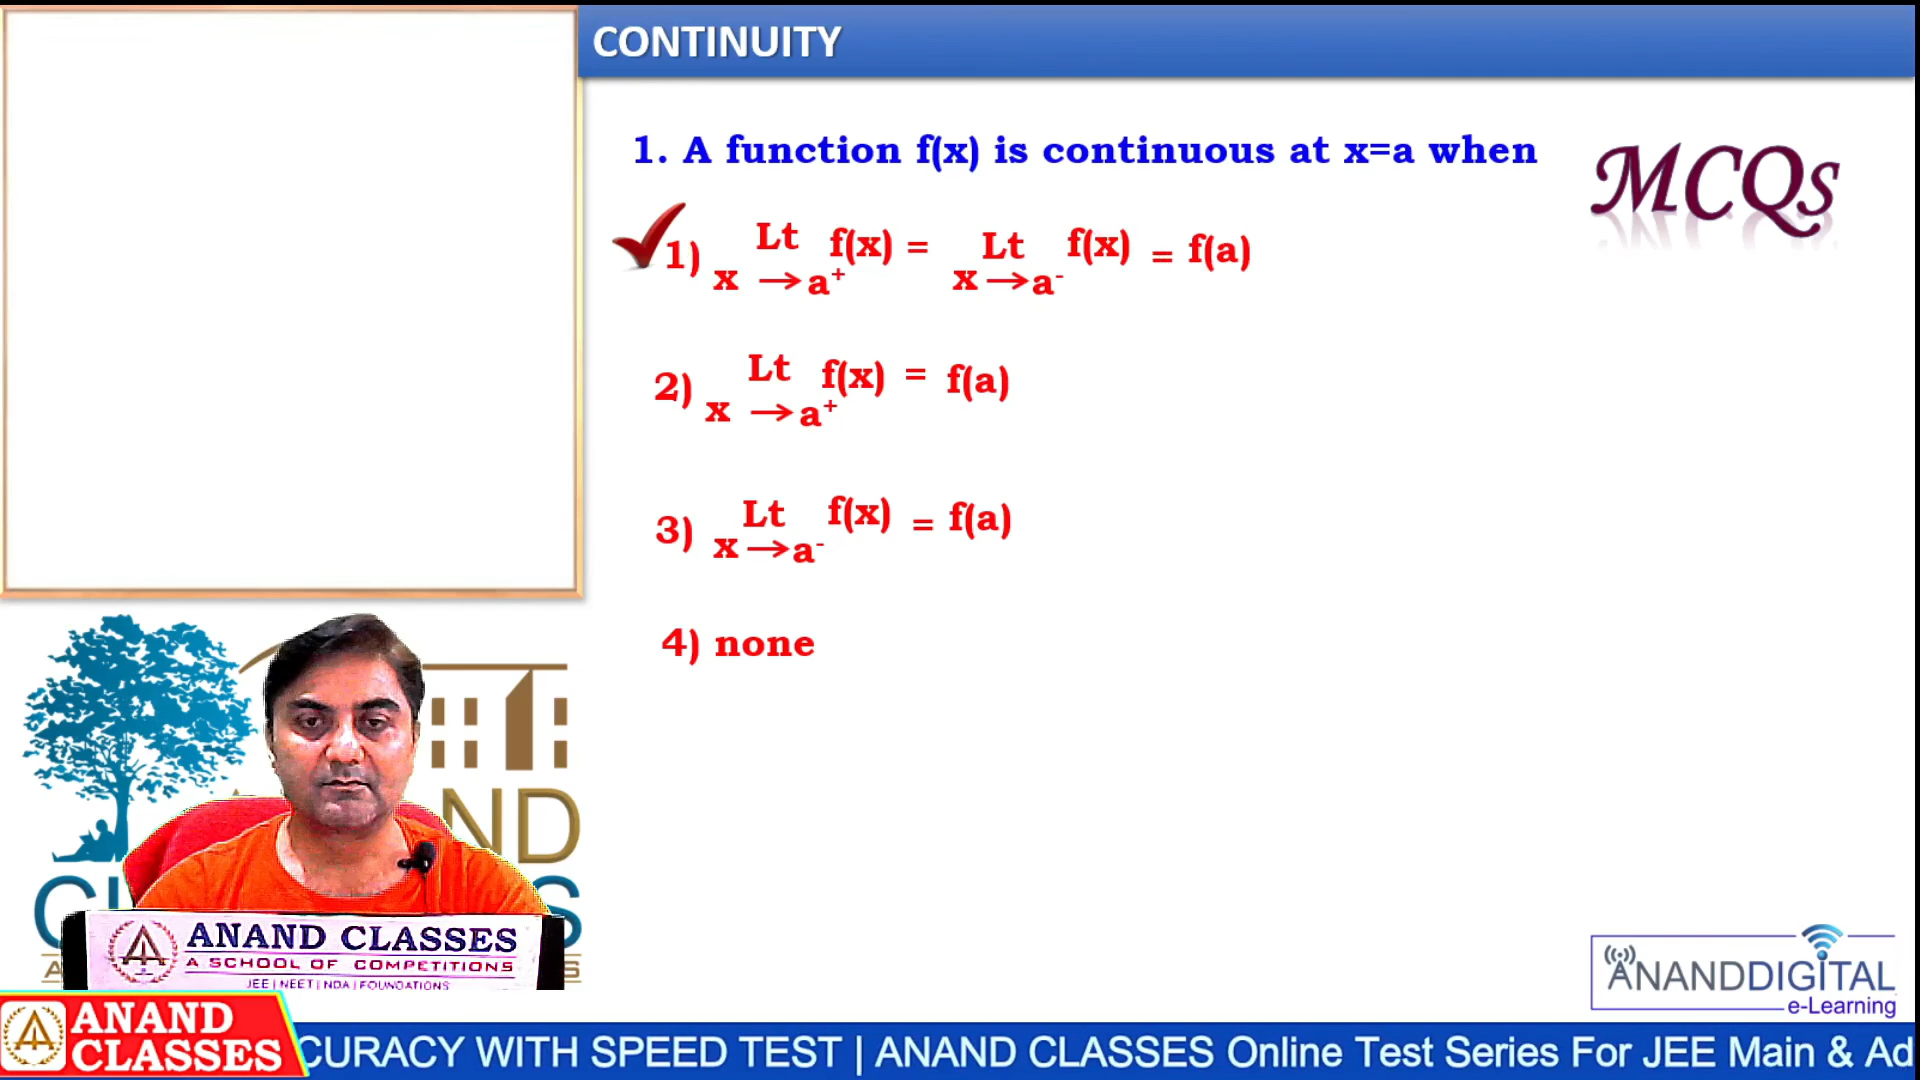 CONTINUITY
1. A function f(x) is continuous at x=a when
MCQs
1) Lt x → a⁺ f(x) = Lt x → a⁻ f(x) = f(a)
2) Lt x → a⁺ f(x) = f(a)
3) Lt x → a⁻ f(x) = f(a)
4) none
ND
ANAND CLASSES
A SCHOOL OF COMPETITIONS
JEE | NEET | NDA | FOUNDATIONS
ANANDDIGITAL
e-Learning
ANAND
CLASSES
CURACY WITH SPEED TEST | ANAND CLASSES Online Test Series For JEE Main & Ad